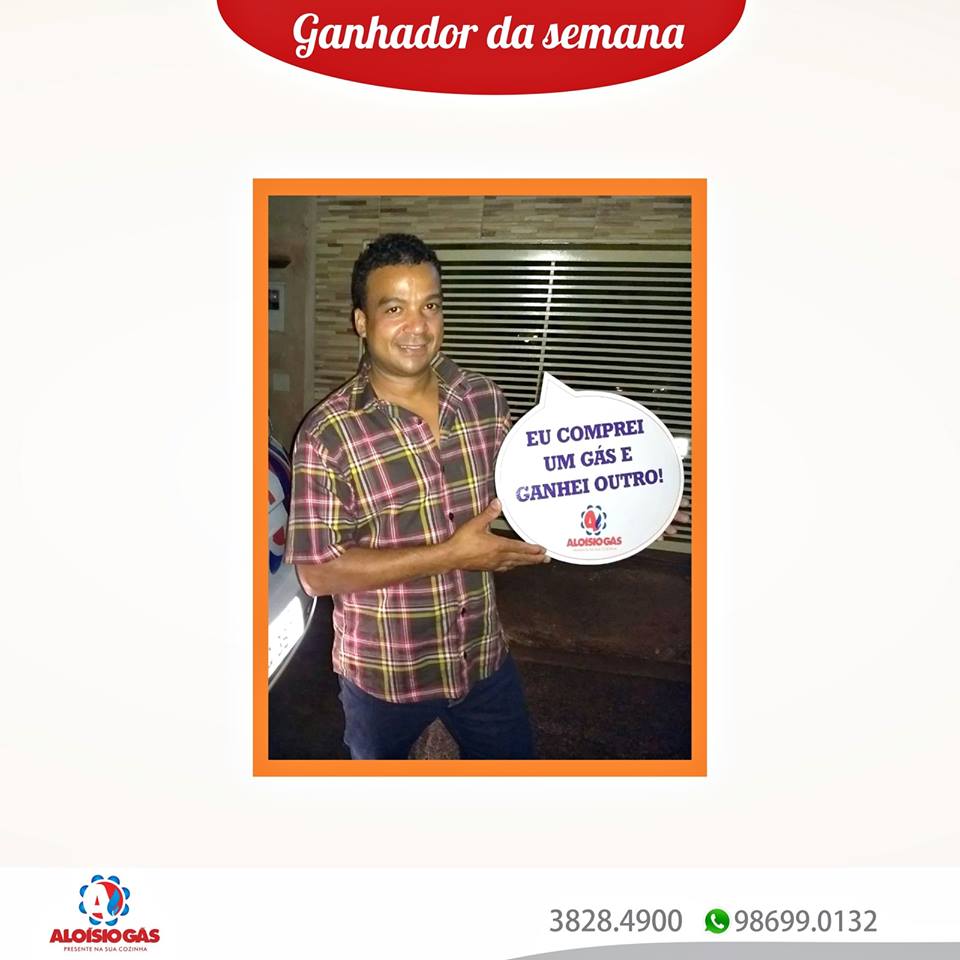 Ganhador da semana
EU COMPREI
UM GÁS E
GANHEI OUTRO!
ALOÍSIO GÁS
ALOÍSIO GÁS
PRESENTE NA SUA COZINHA
3828.4900 98699.0132